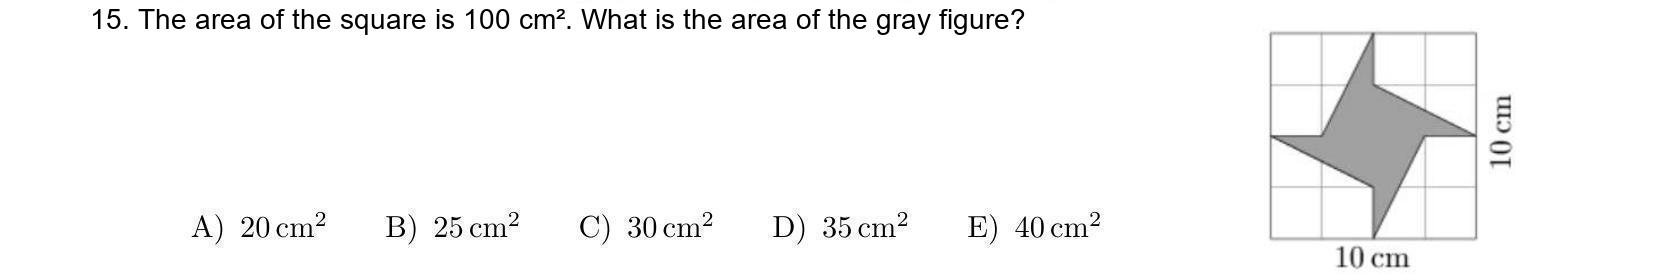 15. The area of the square is 100 cm². What is the area of the gray figure?
10 cm
A) 20 cm² B) 25 cm² C) 30 cm² D) 35 cm² E) 40 cm²
10 cm